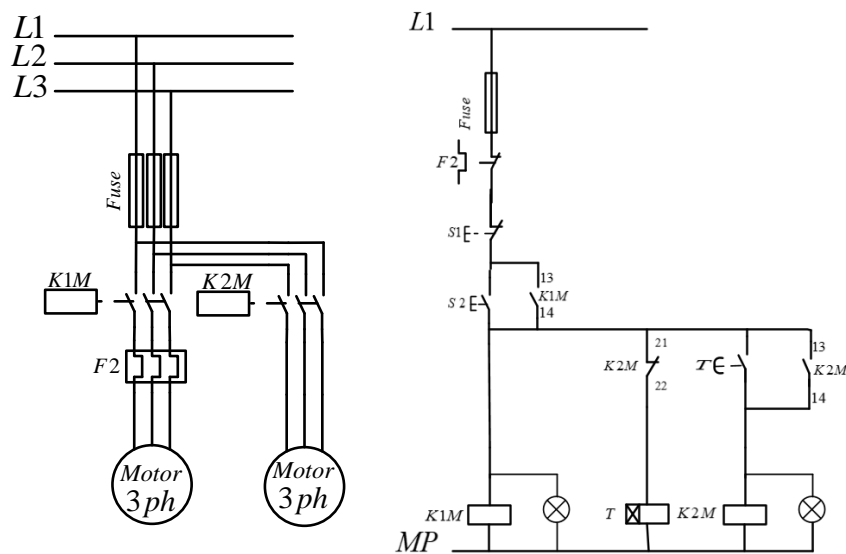 L1
L2
L3
Fuse
K1M
K2M
F2
Motor
3ph
Motor
3ph
L1
Fuse
F2
S1
S2
13
K1M
14
21
K2M
22
T
13
K2M
14
K1M
T
K2M
MP